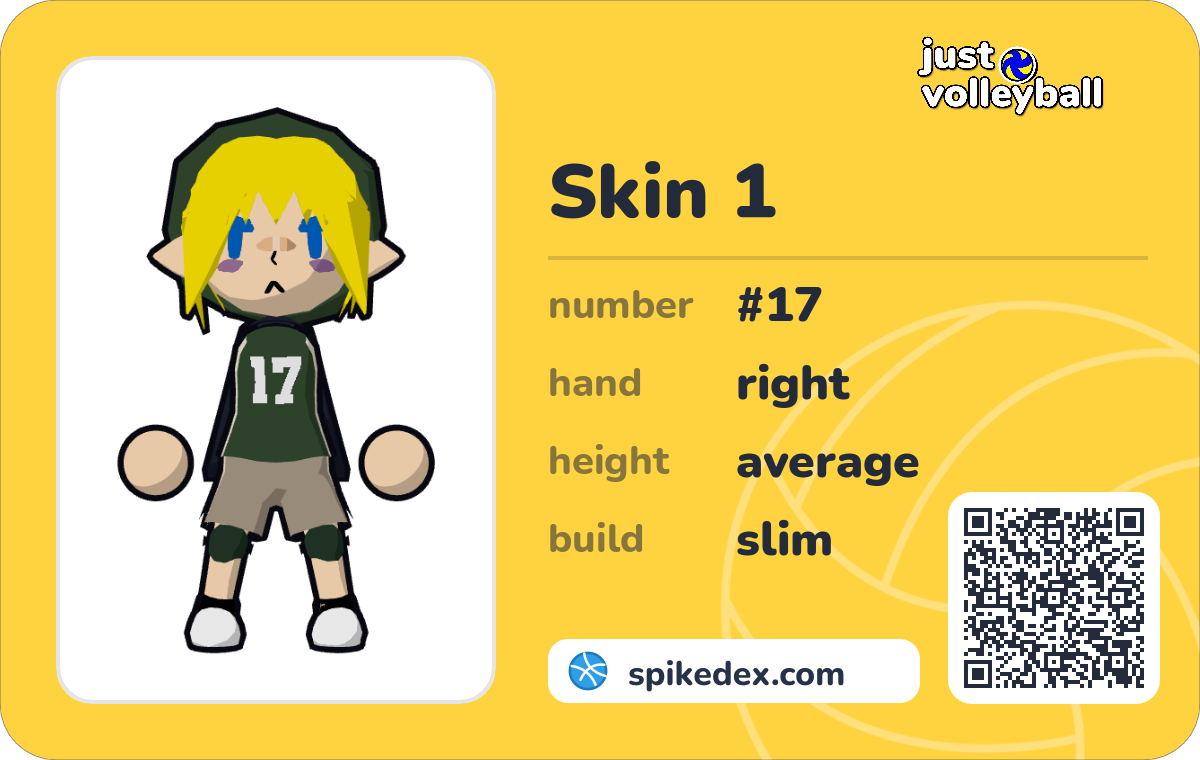 just
volleyball
Skin 1
number #17
hand right
height average
build slim
17
spikedex.com